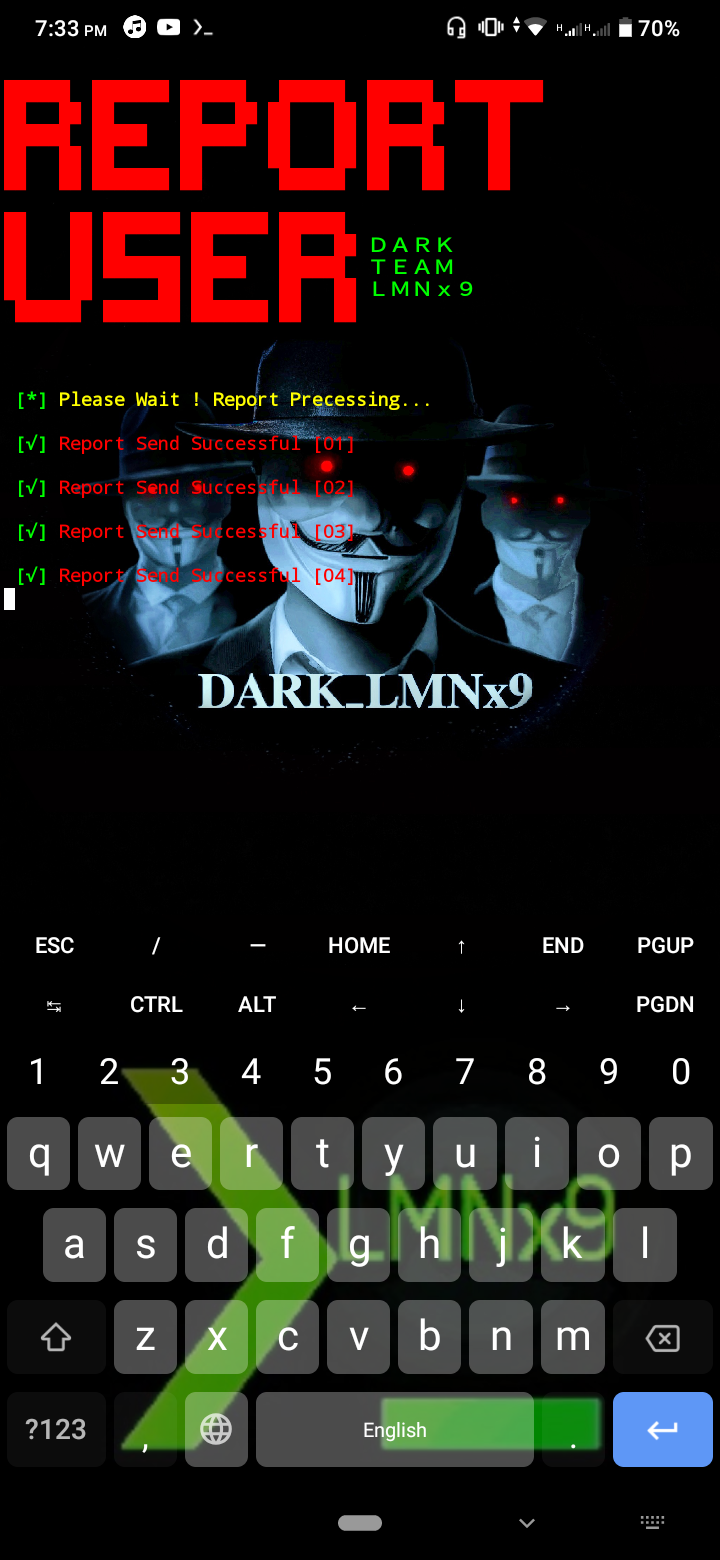 7:33 PM
H H 70%
REPORT
USER
DARK
TEAM
LMNx9
[*] Please Wait ! Report Precessing...
[√] Report Send Successful [01]
[√] Report Send Successful [02]
[√] Report Send Successful [03]
[√] Report Send Successful [04]
DARK_LMNx9
ESC / — HOME ↑ END PGUP
↹ CTRL ALT ← ↓ → PGDN
1 2 3 4 5 6 7 8 9 0
q w e r t y u i o p
LMNx9
a s d f g h j k l
z x c v b n m
?123 , English .